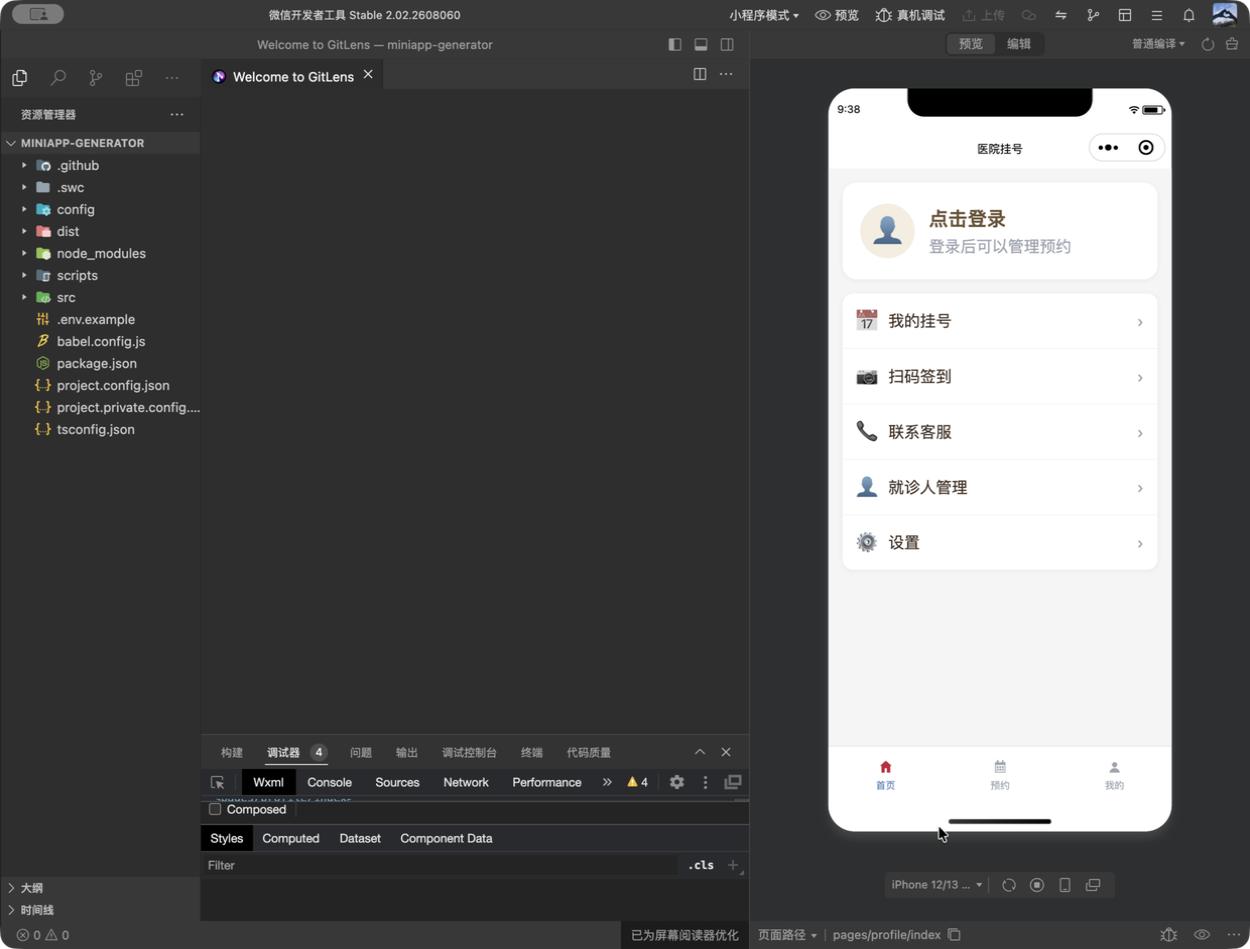 微信开发者工具 Stable 2.02.2608060
小程序模式
预览
真机调试
上传
Welcome to GitLens — miniapp-generator
预览
编辑
普通编译
Welcome to GitLens
资源管理器
MINIAPP-GENERATOR
.github
.swc
config
dist
node_modules
scripts
src
.env.example
babel.config.js
package.json
project.config.json
project.private.config....
tsconfig.json
大纲
时间线
0 0
构建
调试器 4
问题
输出
调试控制台
终端
代码质量
Wxml
Console
Sources
Network
Performance
4
Composed
Styles
Computed
Dataset
Component Data
Filter
.cls
已为屏幕阅读器优化
9:38
医院挂号
点击登录
登录后可以管理预约
17
我的挂号
扫码签到
联系客服
就诊人管理
设置
首页
预约
我的
iPhone 12/13 ...
页面路径
pages/profile/index